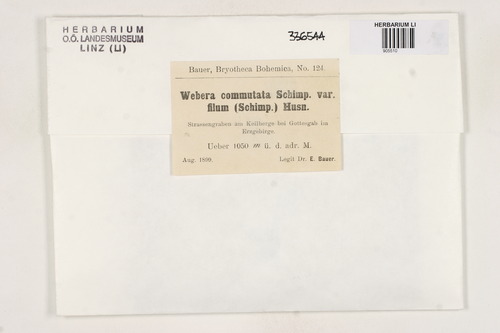 HERBARIUM
O.Ö. LANDESMUSEUM
LINZ (LI)
336544
HERBARIUM LI
905510
Bauer, Bryotheca Bohemica. No. 124.
Webera commutata Schimp. var.
filum (Schimp.) Husn.
Strassengraben am Keilberge bei Gottesgab im
Erzgebirge.
Ueber 1050 m ü. d. adr. M.
Aug. 1899.
Legit Dr. E. Bauer.